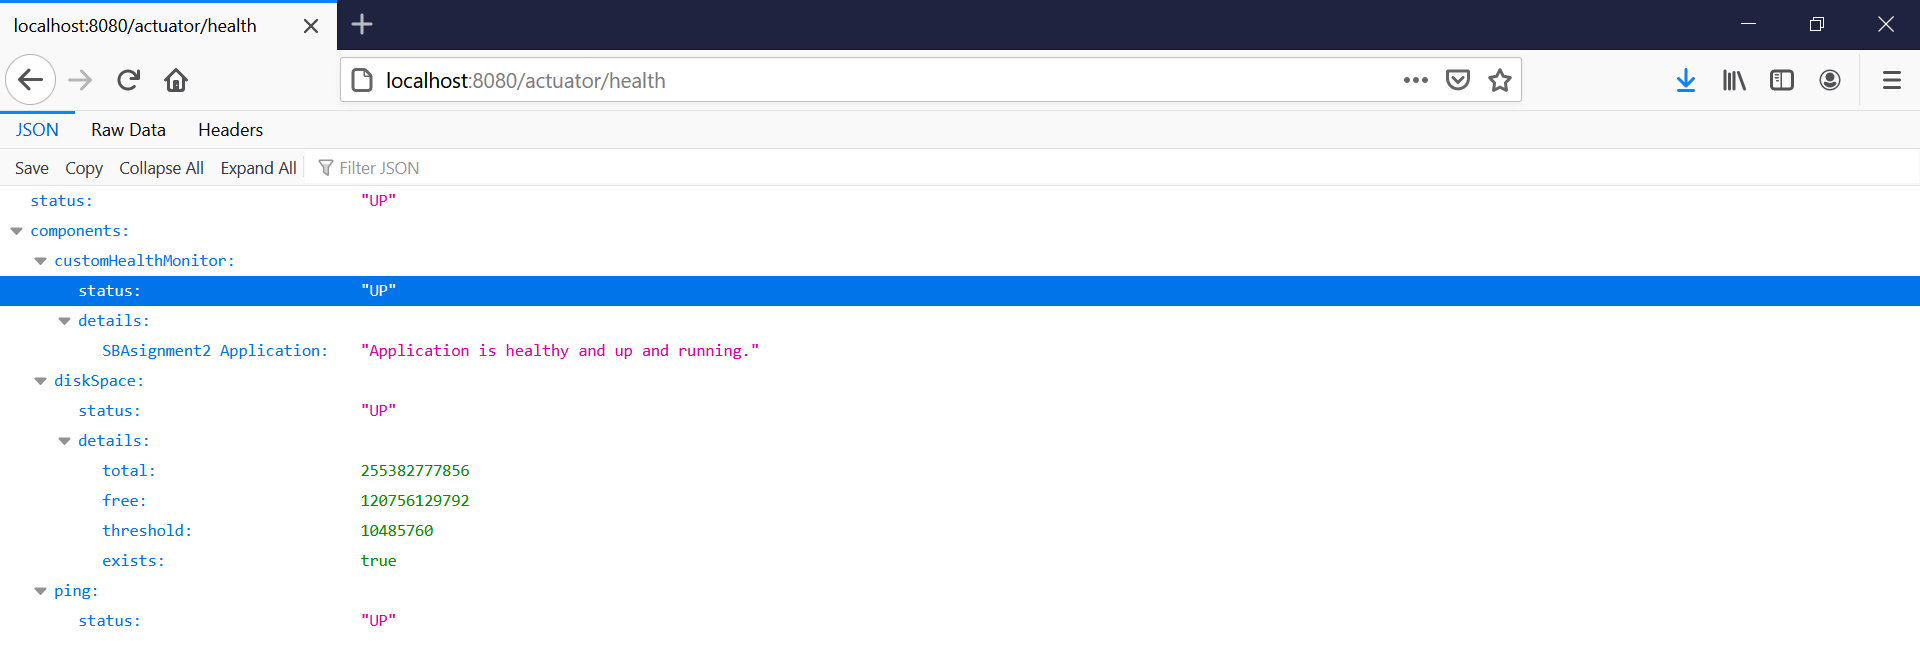 localhost:8080/actuator/health
localhost:8080/actuator/health
JSON Raw Data Headers
Save Copy Collapse All Expand All Filter JSON
status: "UP"
components:
customHealthMonitor:
status: "UP"
details:
SBAsignment2 Application: "Application is healthy and up and running."
diskSpace:
status: "UP"
details:
total: 255382777856
free: 120756129792
threshold: 10485760
exists: true
ping:
status: "UP"